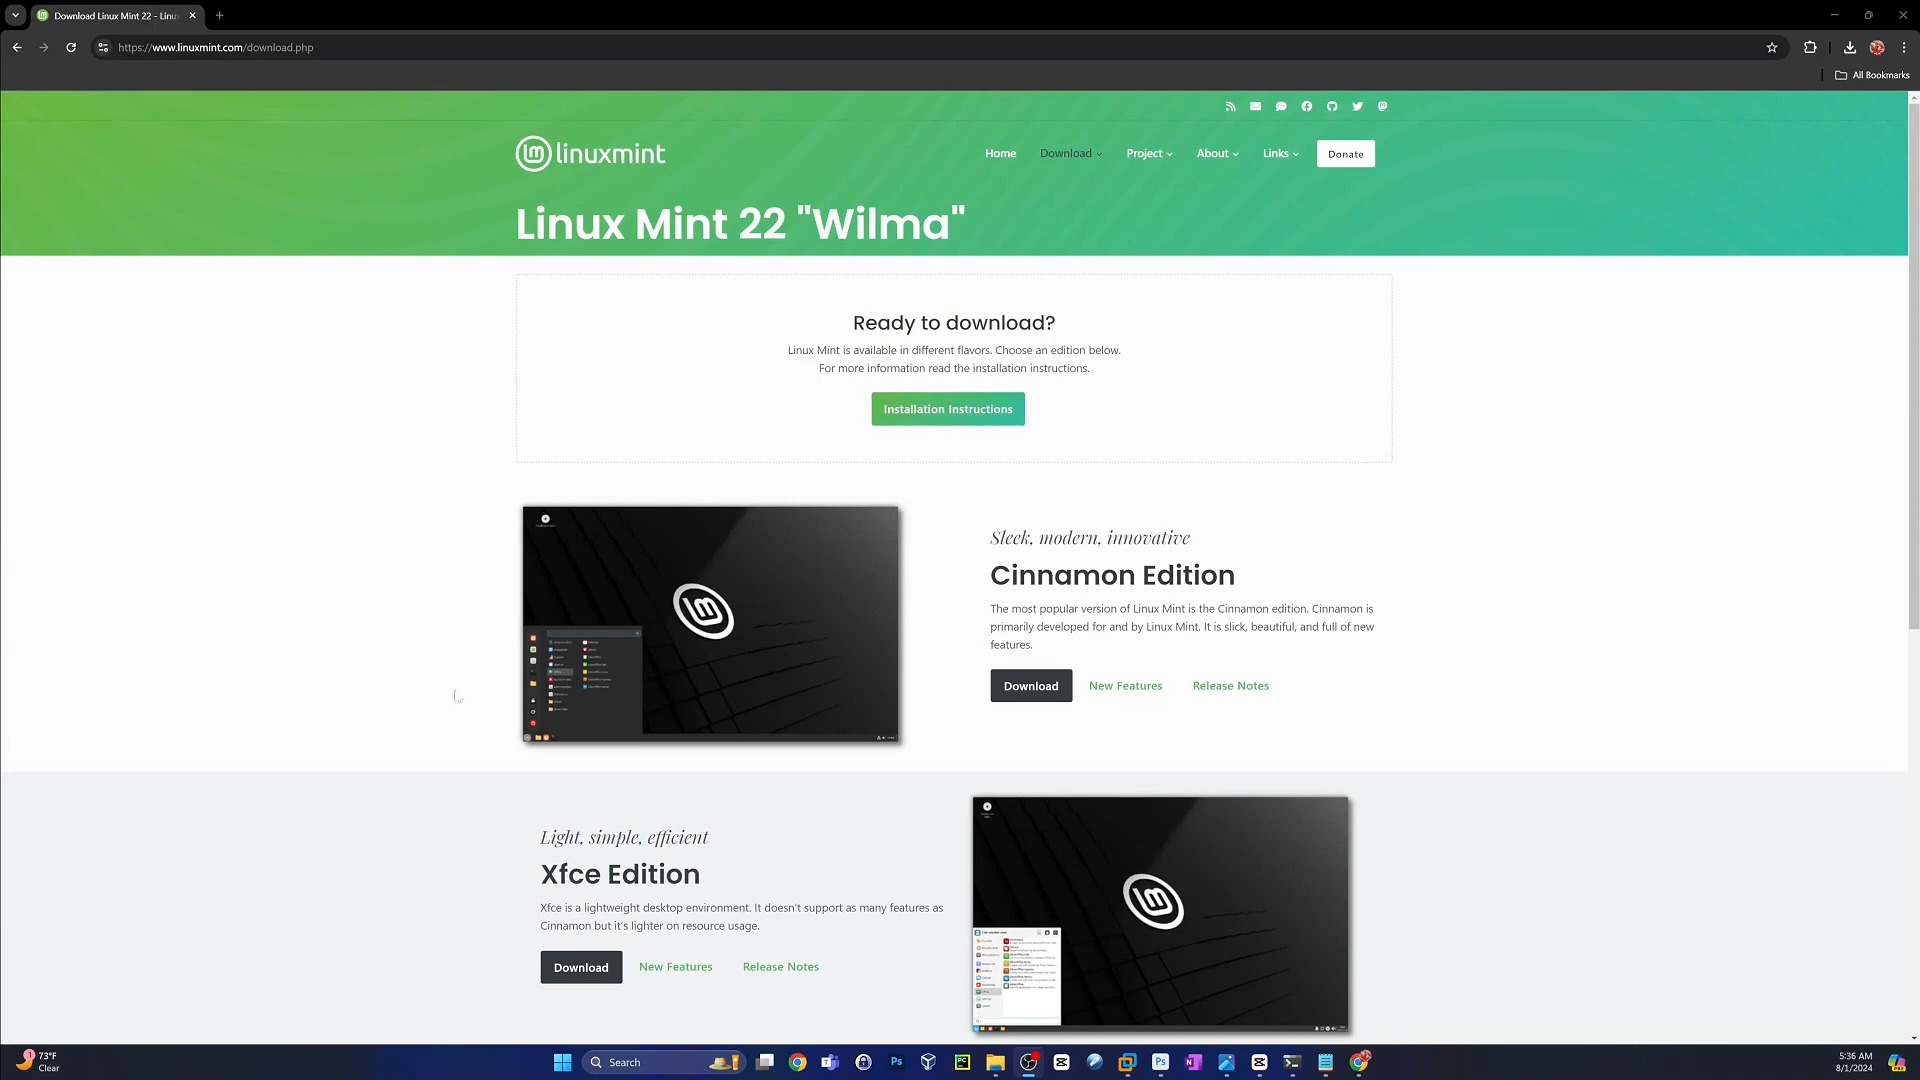 Download Linux Mint 22 - Linu
https://www.linuxmint.com/download.php
All Bookmarks
linuxmint
Home
Download
Project
About
Links
Donate
Linux Mint 22 "Wilma"
Ready to download?
Linux Mint is available in different flavors. Choose an edition below.
For more information read the installation instructions.
Installation Instructions
Sleek, modern, innovative
Cinnamon Edition
The most popular version of Linux Mint is the Cinnamon edition. Cinnamon is
primarily developed for and by Linux Mint. It is slick, beautiful, and full of new
features.
Download
New Features
Release Notes
Light, simple, efficient
Xfce Edition
Xfce is a lightweight desktop environment. It doesn't support as many features as
Cinnamon but it's lighter on resource usage.
Download
New Features
Release Notes
1
73°F
Clear
Search
5:36 AM
8/1/2024